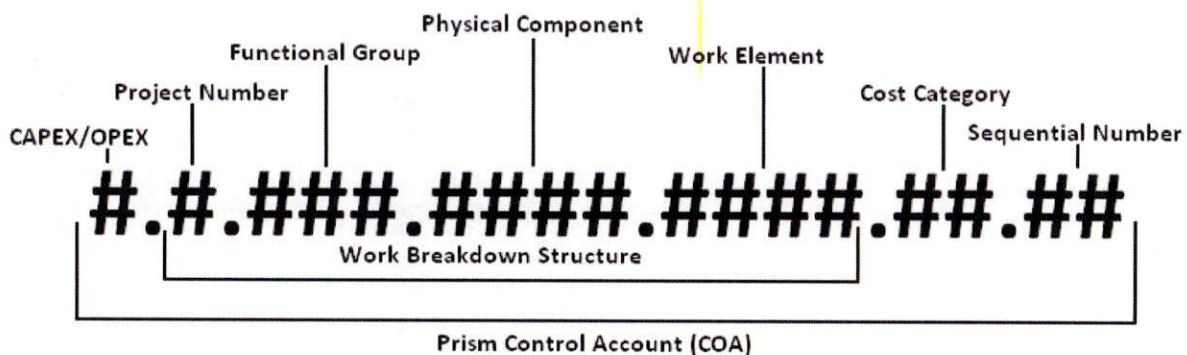 Physical Component
Functional Group
Work Element
Project Number
Cost Category
CAPEX/OPEX
Sequential Number
#.#.###.####.####.##.##
Work Breakdown Structure
Prism Control Account (COA)